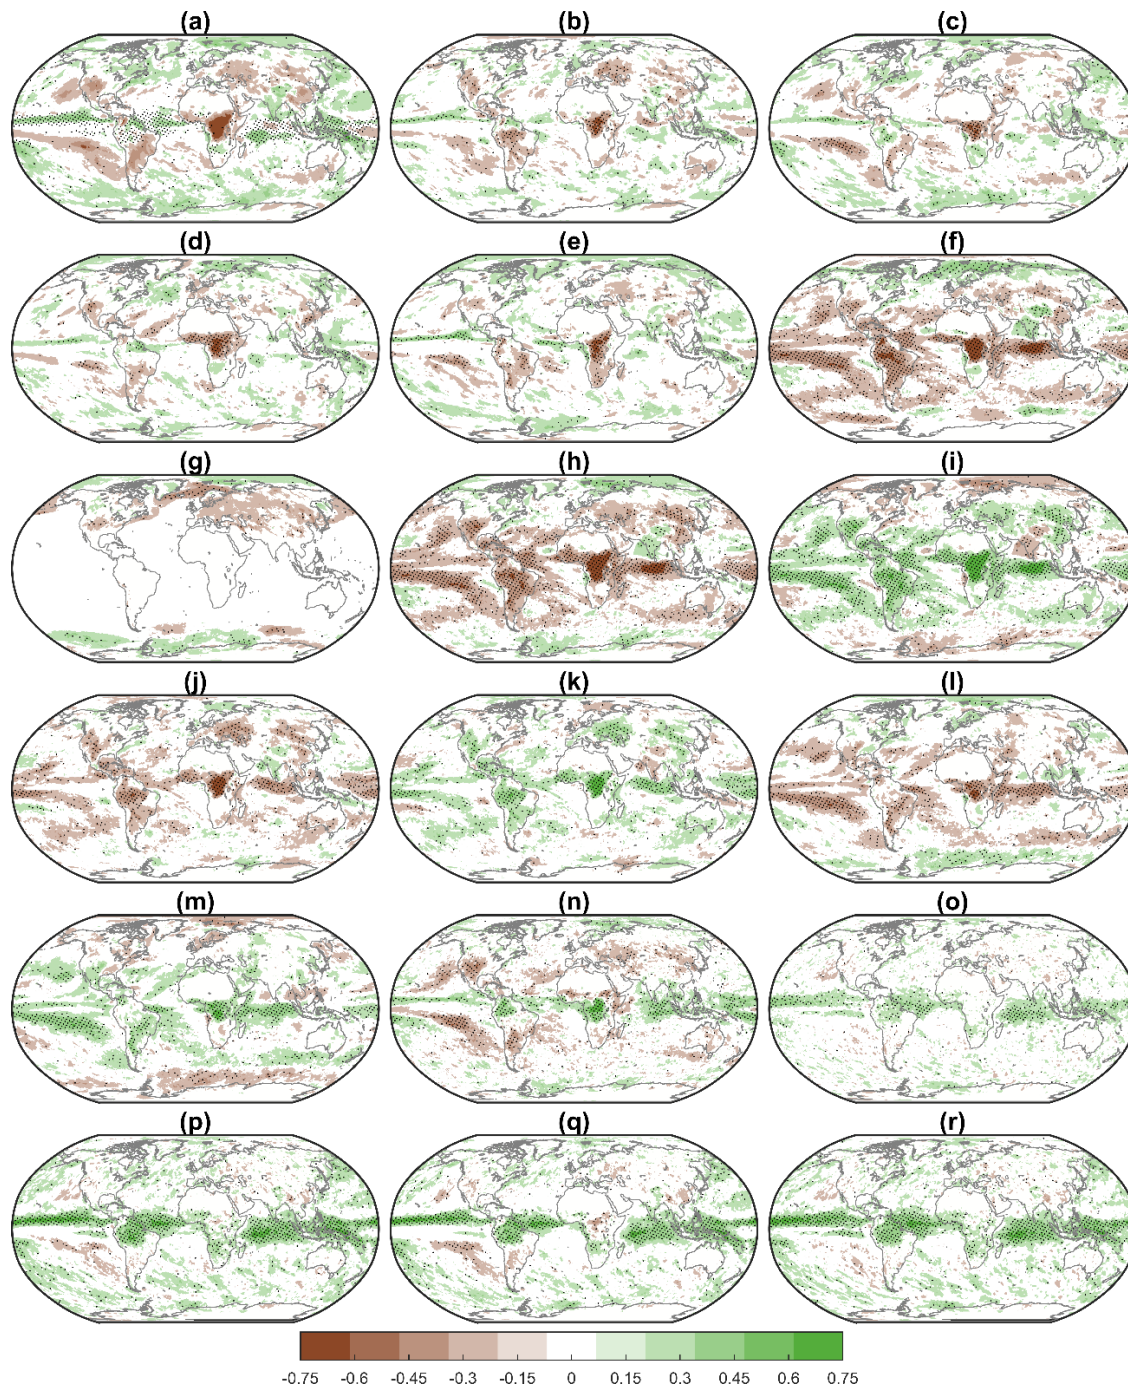 (a) (b) (c)
(d) (e) (f)
(g) (h) (i)
(j) (k) (l)
(m) (n) (o)
(p) (q) (r)
-0.75 -0.6 -0.45 -0.3 -0.15 0 0.15 0.3 0.45 0.6 0.75